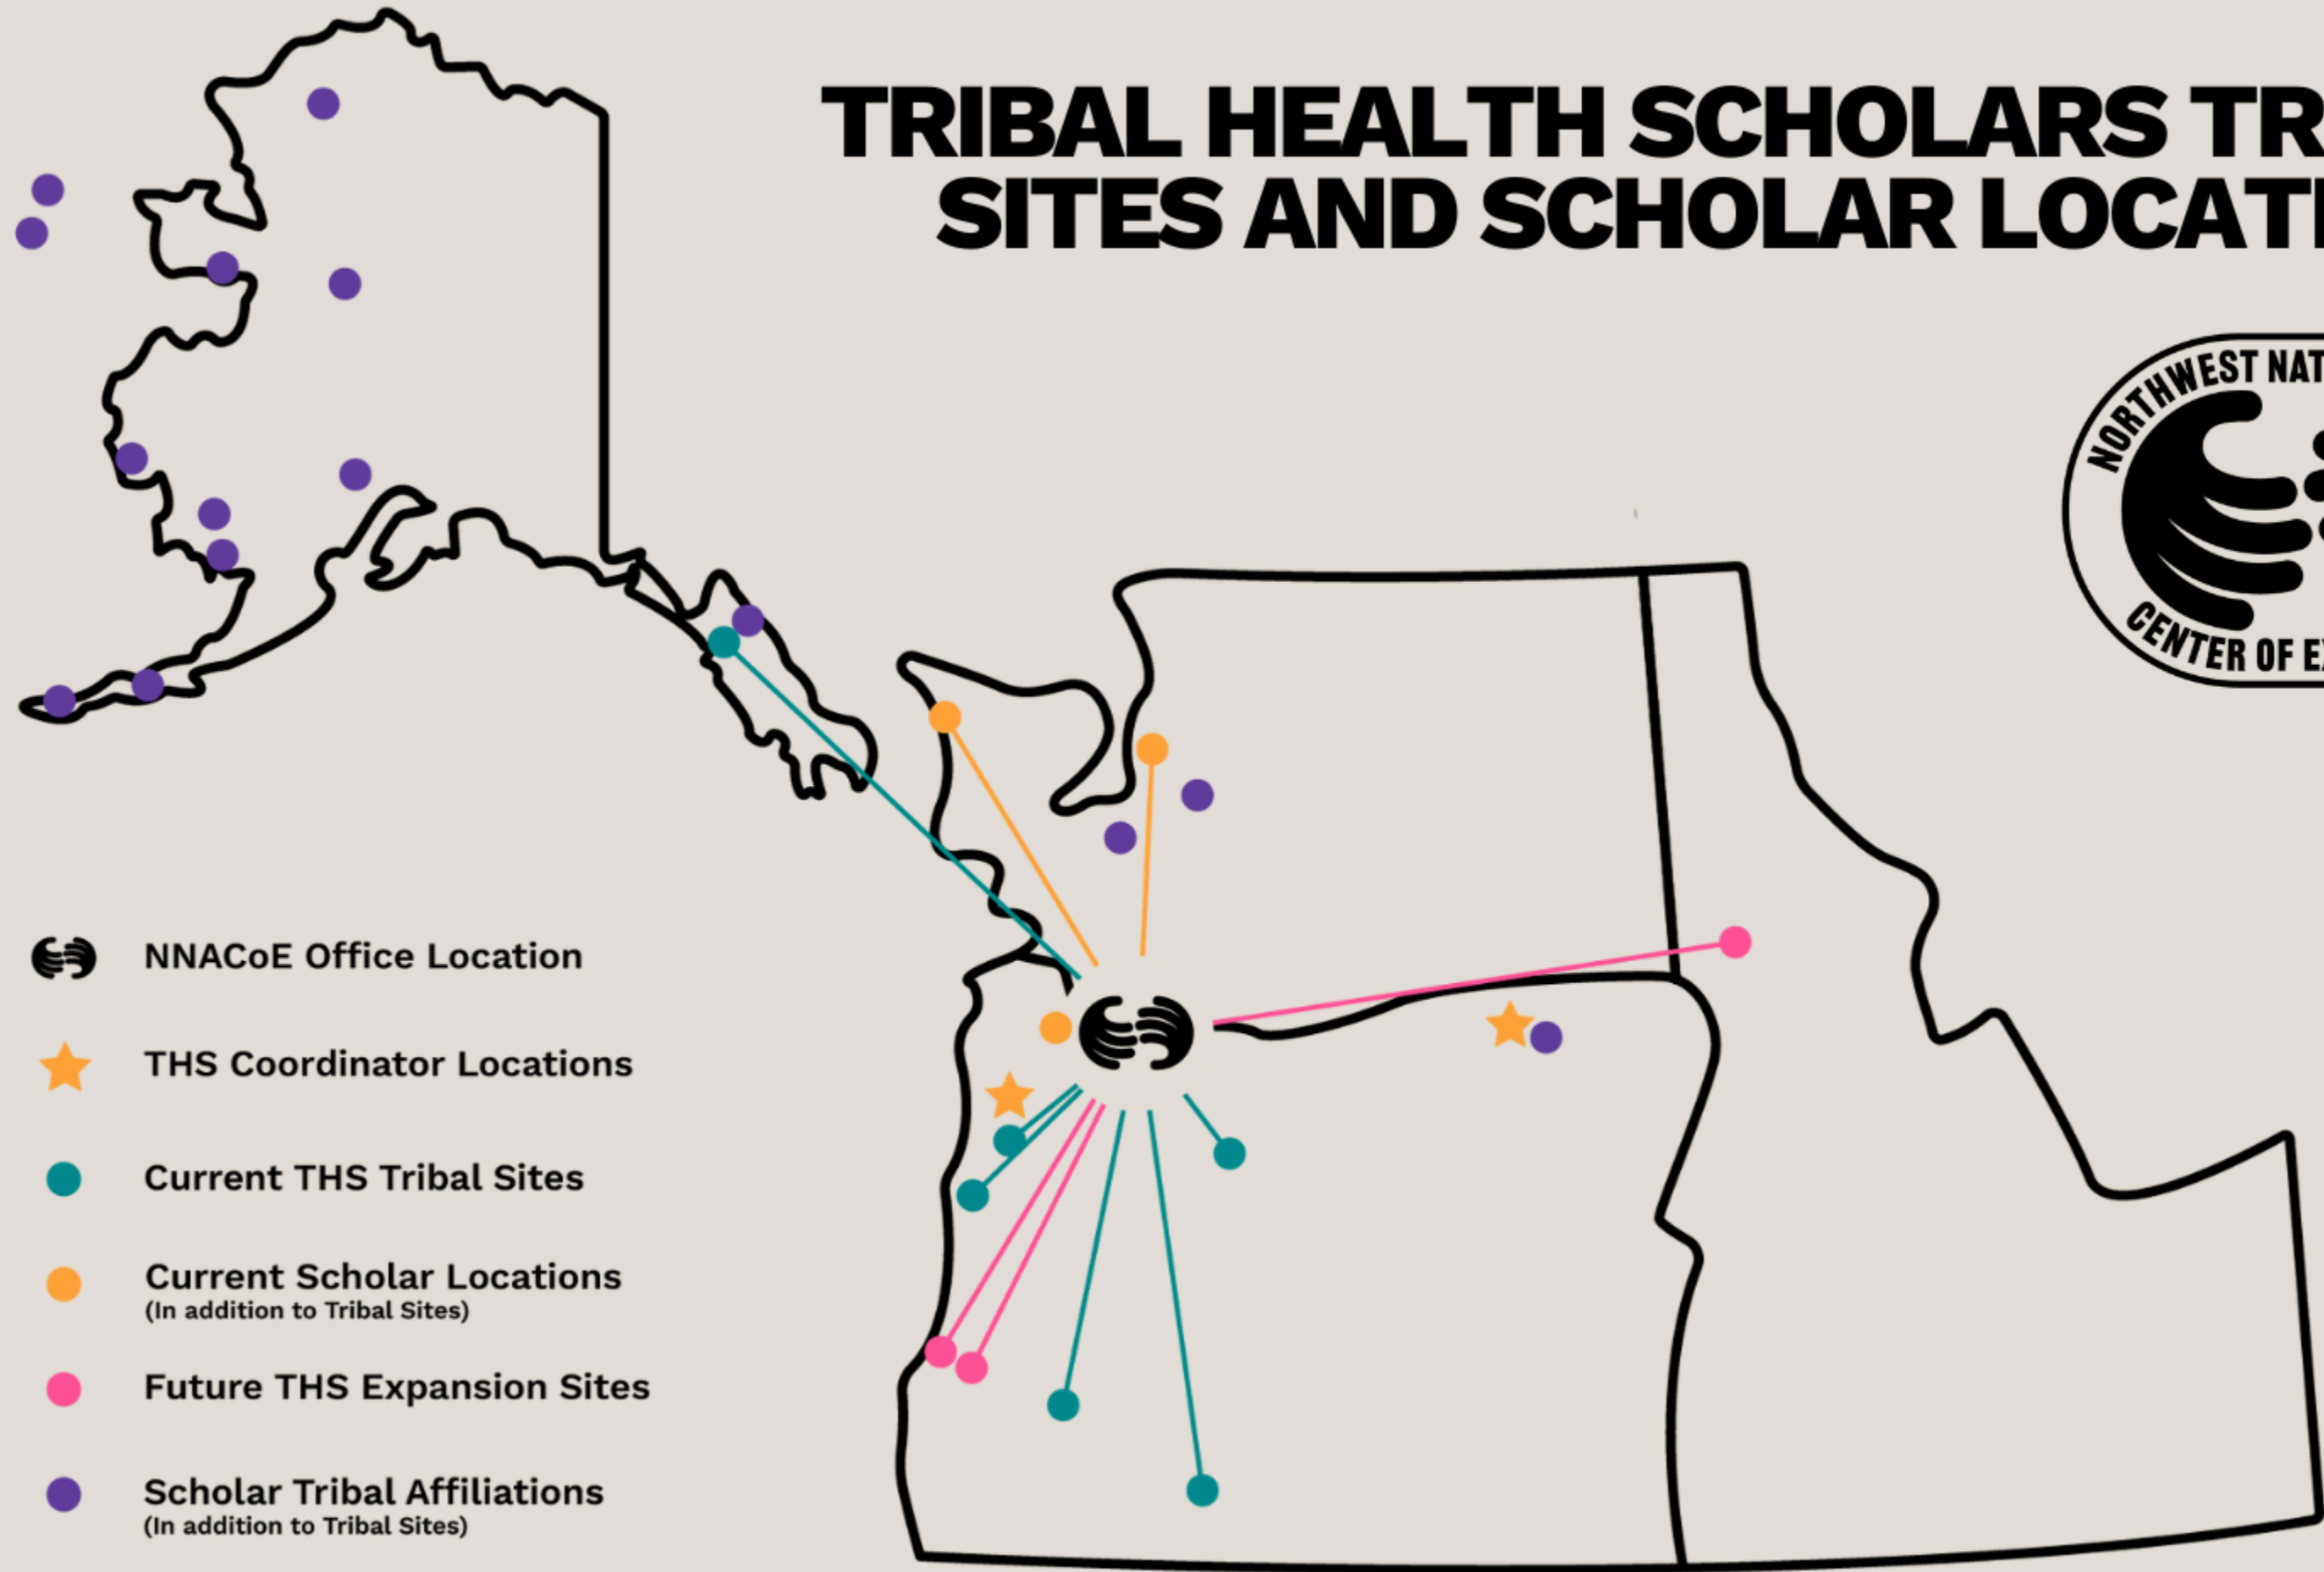 TRIBAL HEALTH SCHOLARS TR
SITES AND SCHOLAR LOCATI
NORTHWEST NAT
CENTER OF E
NNACoE Office Location
THS Coordinator Locations
Current THS Tribal Sites
Current Scholar Locations
(In addition to Tribal Sites)
Future THS Expansion Sites
Scholar Tribal Affiliations
(In addition to Tribal Sites)